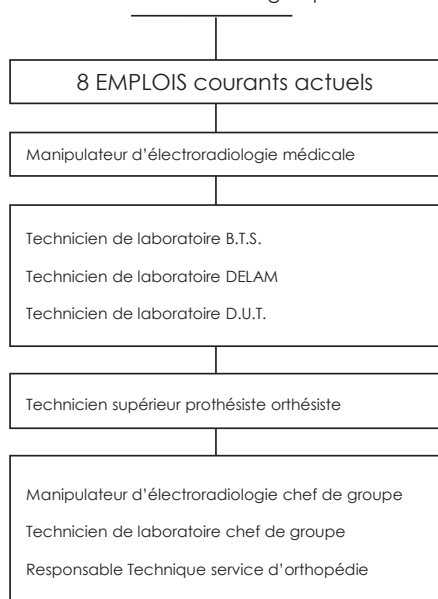 8 EMPLOIS courants actuels
Manipulateur d'électroradiologie médicale
Technicien de laboratoire B.T.S.
Technicien de laboratoire DELAM
Technicien de laboratoire D.U.T.
Technicien supérieur prothésiste orthésiste
Manipulateur d'électroradiologie chef de groupe
Technicien de laboratoire chef de groupe
Responsable Technique service d'orthopédie